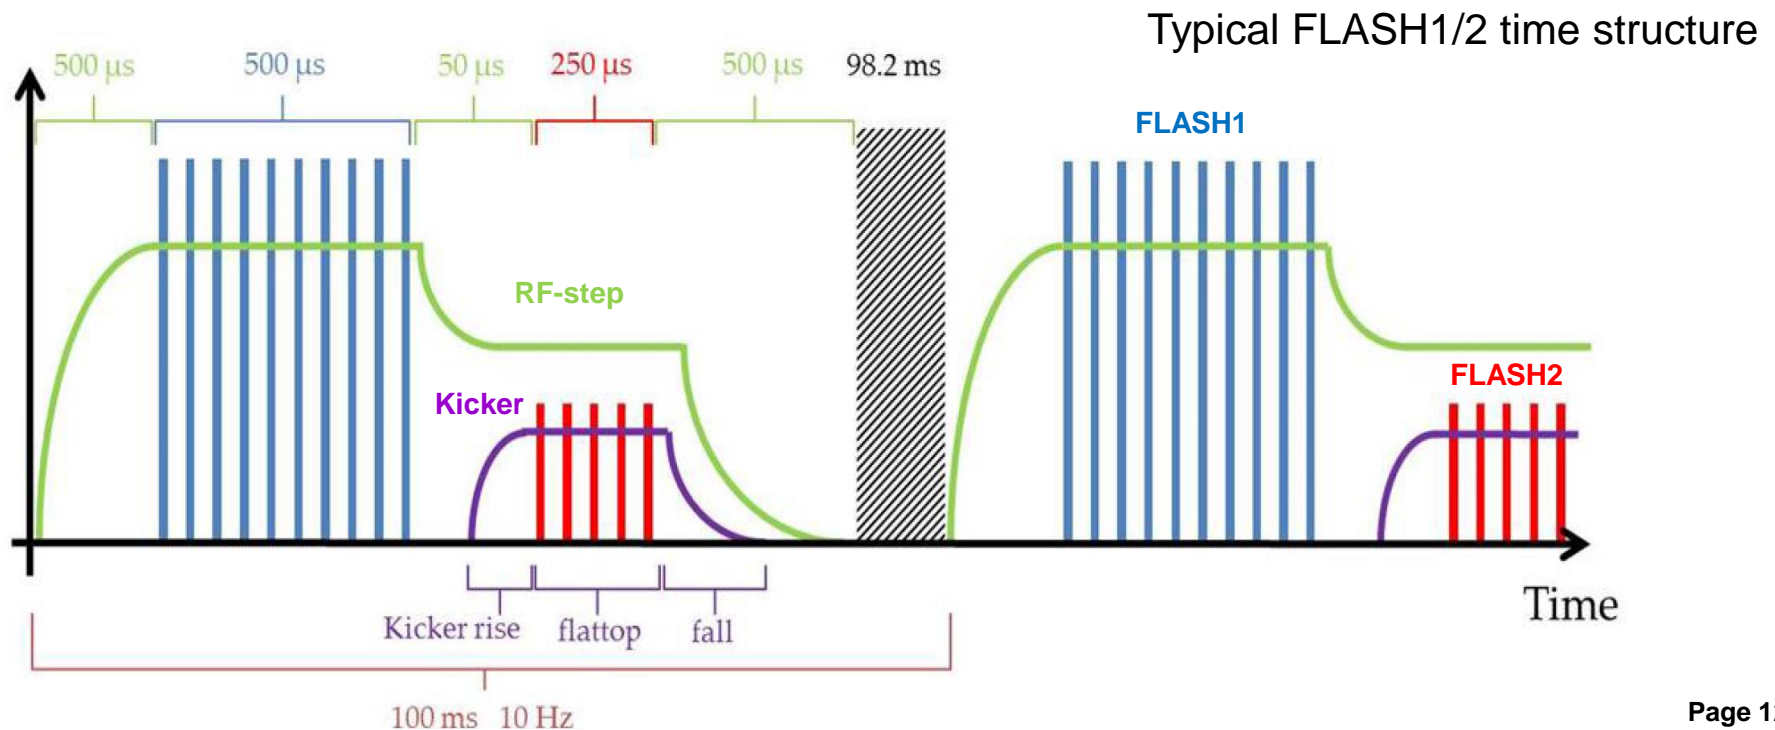 Typical FLASH1/2 time structure
500 μs
500 μs
50 μs
250 μs
500 μs
98.2 ms
FLASH1
RF-step
FLASH2
Kicker
Time
Kicker rise
flattop
fall
100 ms 10 Hz
Page